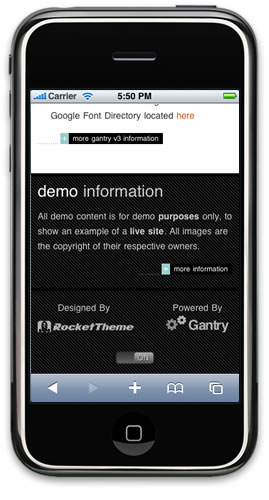 Carrier 5:50 PM
Google Font Directory located here
+ more gantry v3 information
demo information
All demo content is for demo purposes only, to
show an example of a live site. All images are
the copyright of their respective owners.
+ more information
Designed By Powered By
RocketTheme Gantry
ON